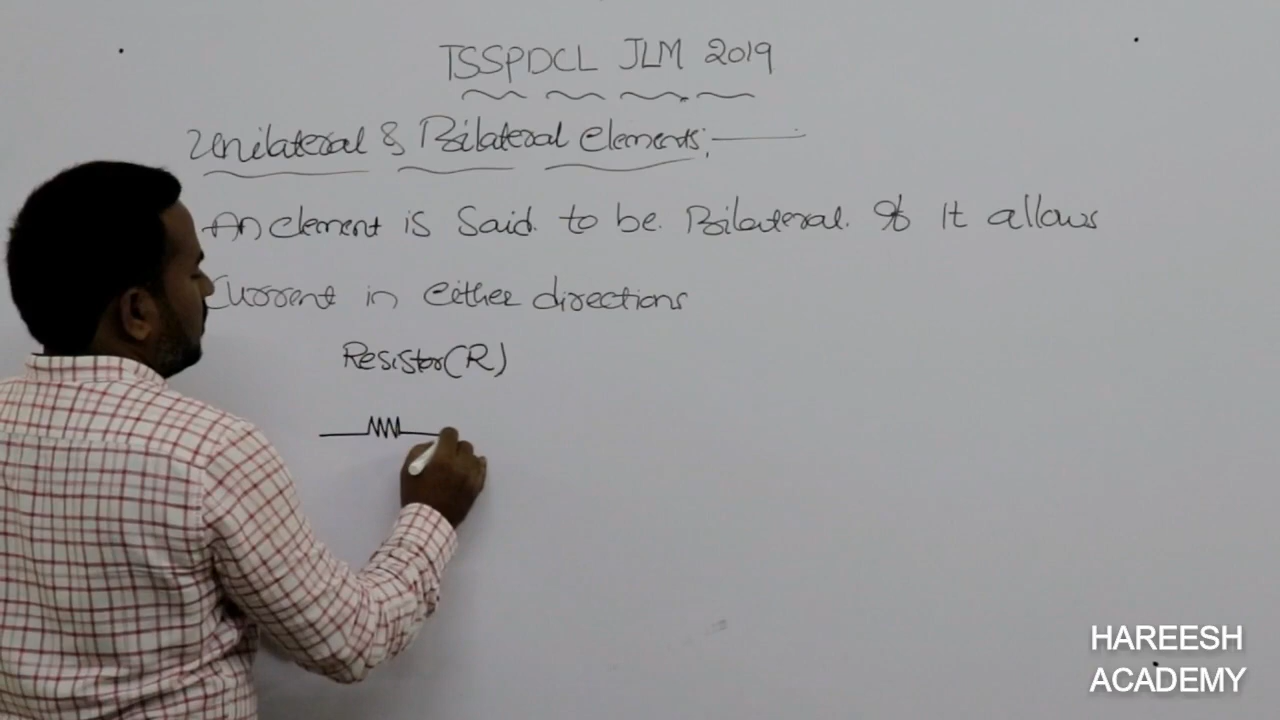 TSSPDCL JLM 2019
Unilateral & Bilateral elements:
An element is Said to be Bilateral. If It allows
Current in either directions
Resistor(R)
HAREESH
ACADEMY